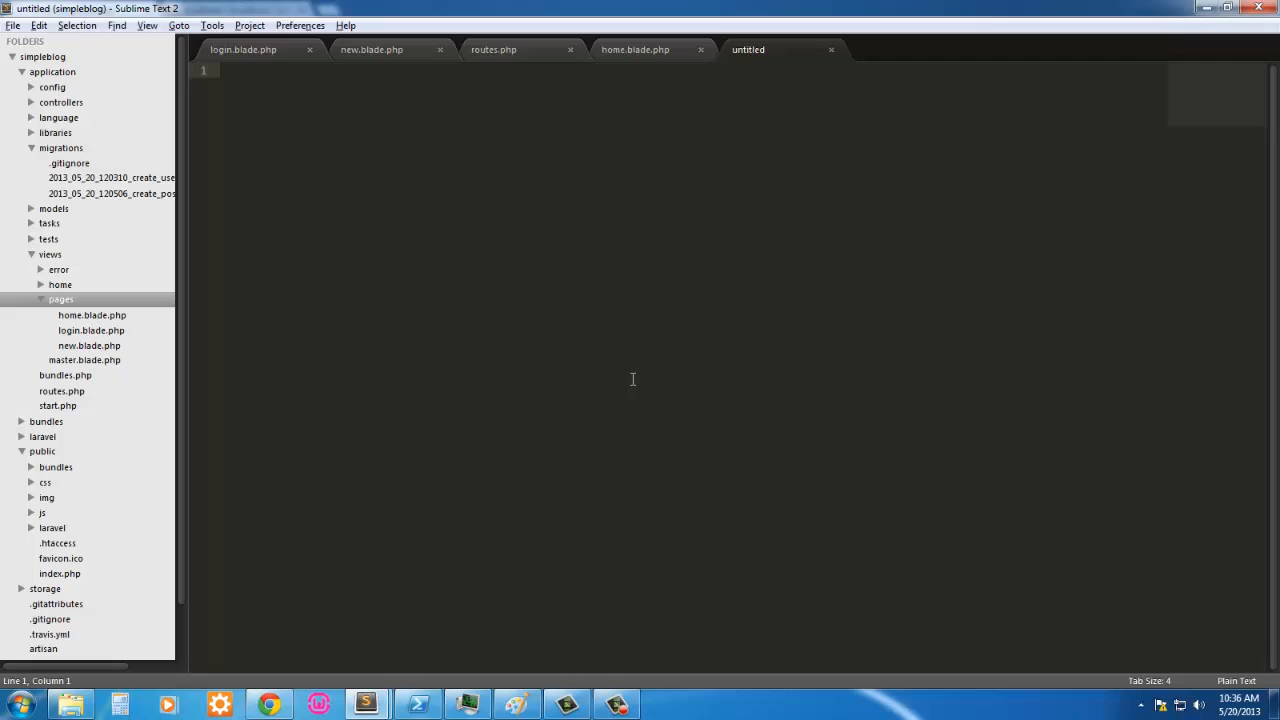 untitled (simpleblog) - Sublime Text 2
File Edit Selection Find View Goto Tools Project Preferences Help
FOLDERS
login.blade.php new.blade.php routes.php home.blade.php untitled
simpleblog
1
application
config
controllers
language
libraries
migrations
.gitignore
2013_05_20_120310_create_use
2013_05_20_120506_create_pos
models
tasks
tests
views
error
home
pages
home.blade.php
login.blade.php
new.blade.php
master.blade.php
bundles.php
routes.php
start.php
bundles
laravel
public
bundles
css
img
js
laravel
.htaccess
favicon.ico
index.php
storage
.gitattributes
.gitignore
.travis.yml
artisan
Line 1, Column 1 Tab Size: 4 Plain Text
10:36 AM
5/20/2013